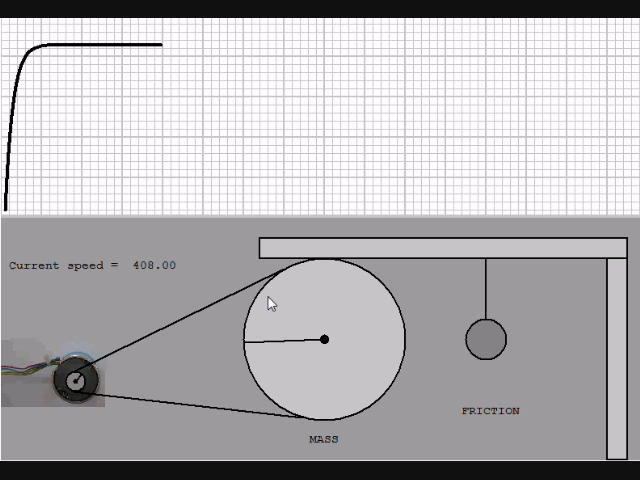 Current speed =  408.00
FRICTION
MASS